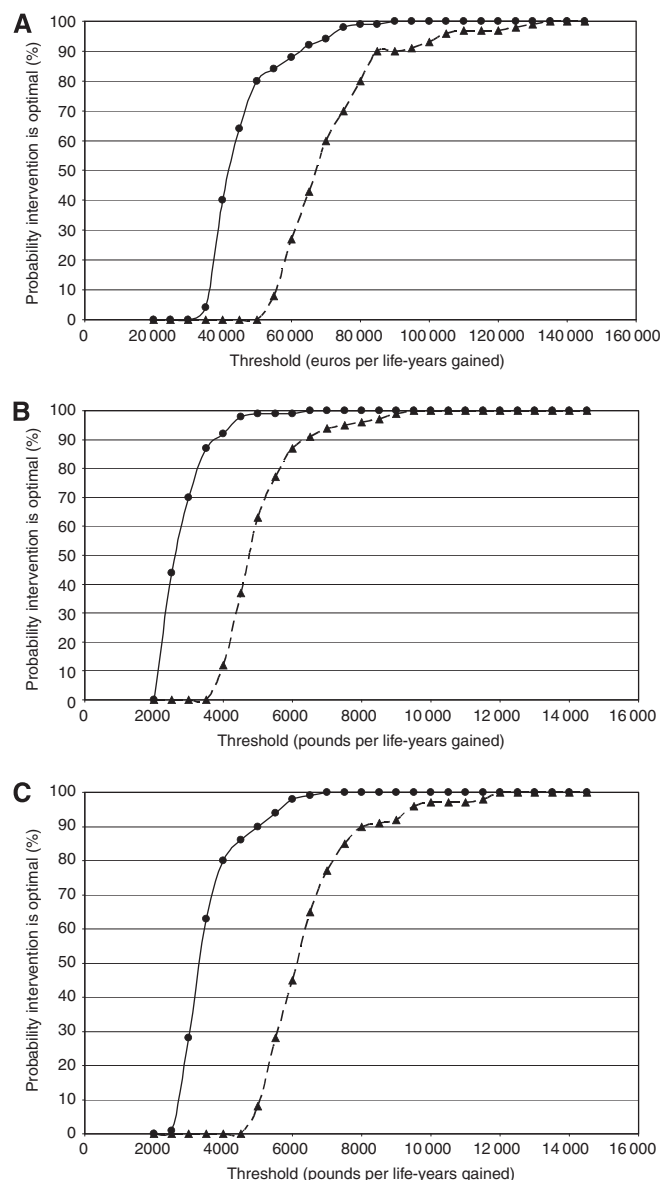 A
Probability intervention is optimal (%)
100
90
80
70
60
50
40
30
20
10
0
0 20 000 40 000 60 000 80 000 100 000 120 000 140 000 160 000
Threshold (euros per life-years gained)
B
Probability intervention is optimal (%)
100
90
80
70
60
50
40
30
20
10
0
0 2000 4000 6000 8000 10 000 12 000 14 000 16 000
Threshold (pounds per life-years gained)
C
Probability intervention is optimal (%)
100
90
80
70
60
50
40
30
20
10
0
0 2000 4000 6000 8000 10 000 12 000 14 000 16 000
Threshold (pounds per life-years gained)